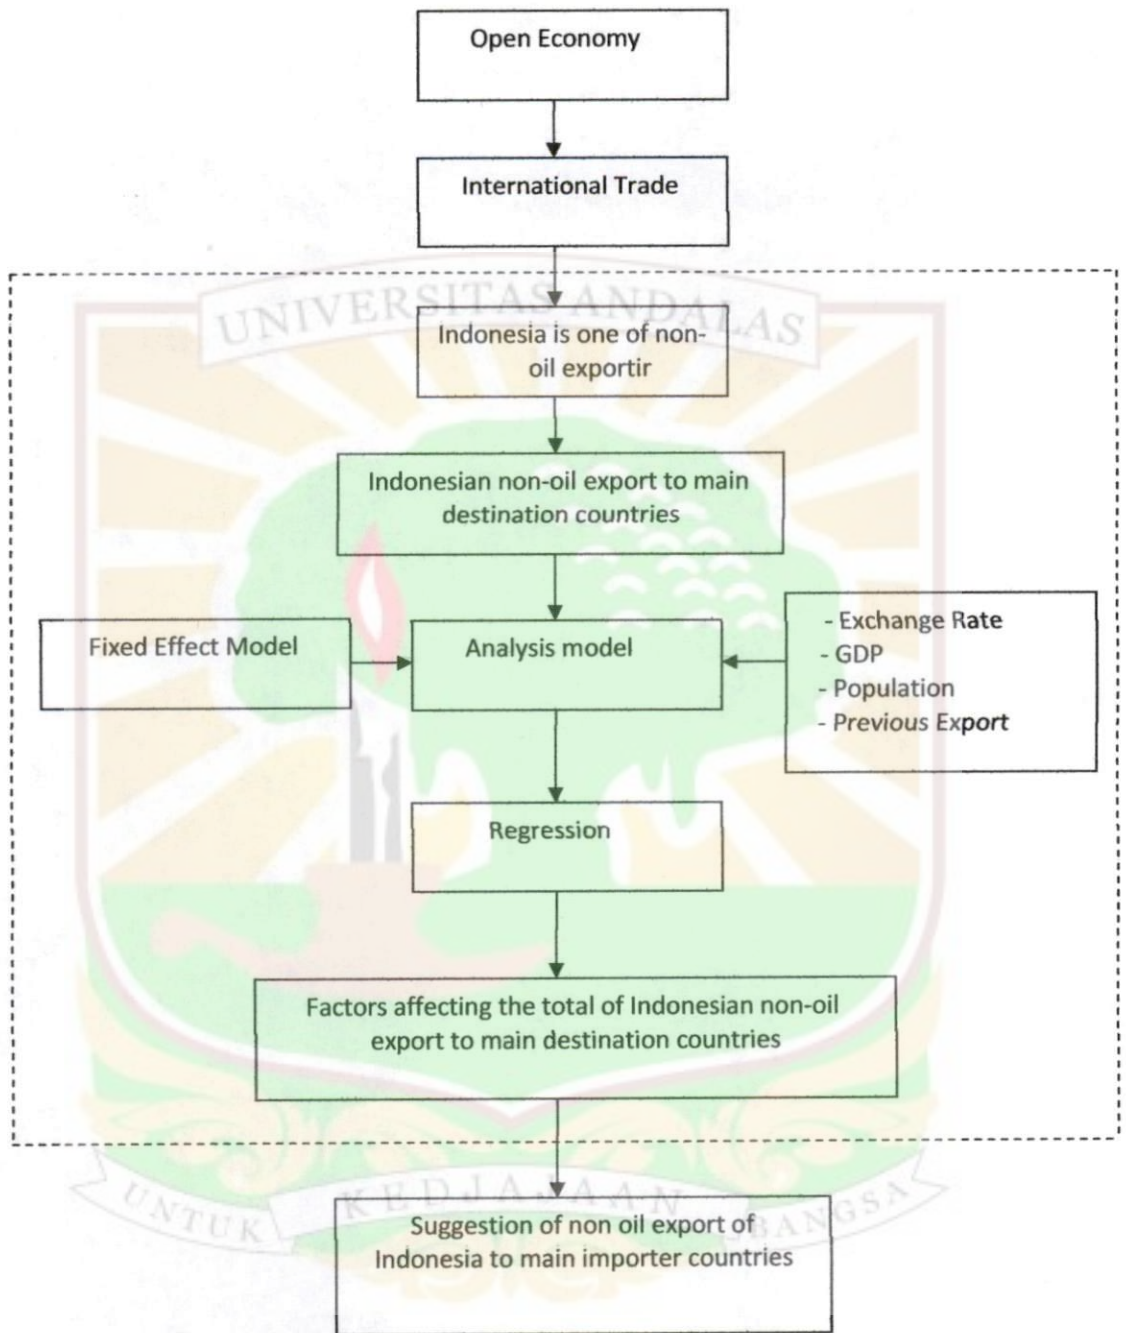 Open Economy
International Trade
UNIVERSITAS ANDALAS
Indonesia is one of non-
oil exportir
Indonesian non-oil export to main
destination countries
Fixed Effect Model
Analysis model
- Exchange Rate
- GDP
- Population
- Previous Export
Regression
Factors affecting the total of Indonesian non-oil
export to main destination countries
UNTUK KEDJAJAAN BANGSA
Suggestion of non oil export of
Indonesia to main importer countries